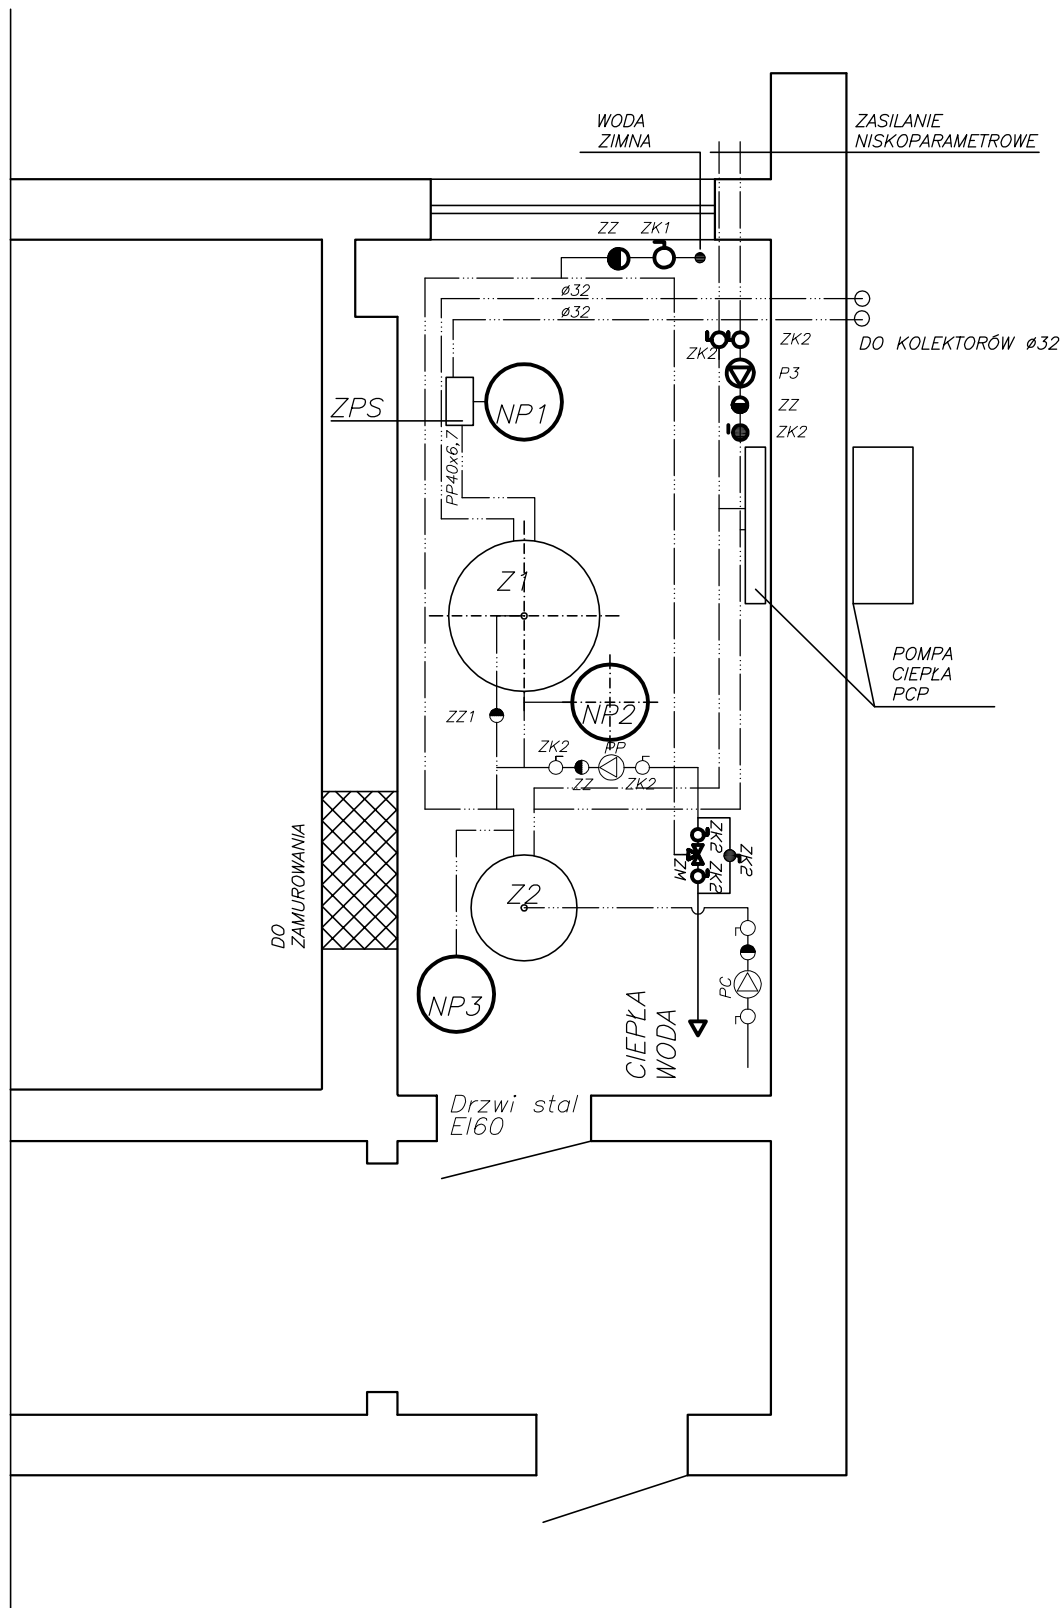 WODA
ZIMNA
ZASILANIE
NISKOPARAMETROWE
ZZ
ZK1
ø32
ø32
DO KOLEKTORÓW ø32
ZK2
ZK2
P3
ZZ
ZK2
ZPS
NP1
PP40x6,7
Z1
POMPA
CIEPŁA
PCP
NP2
ZZ1
ZK2
PP
ZZ
ZK2
ZK2
ZM
ZK2
ZK2
DO
ZAMUROWANIA
Z2
NP3
PC
CIEPŁA
WODA
Drzwi stal
EI60